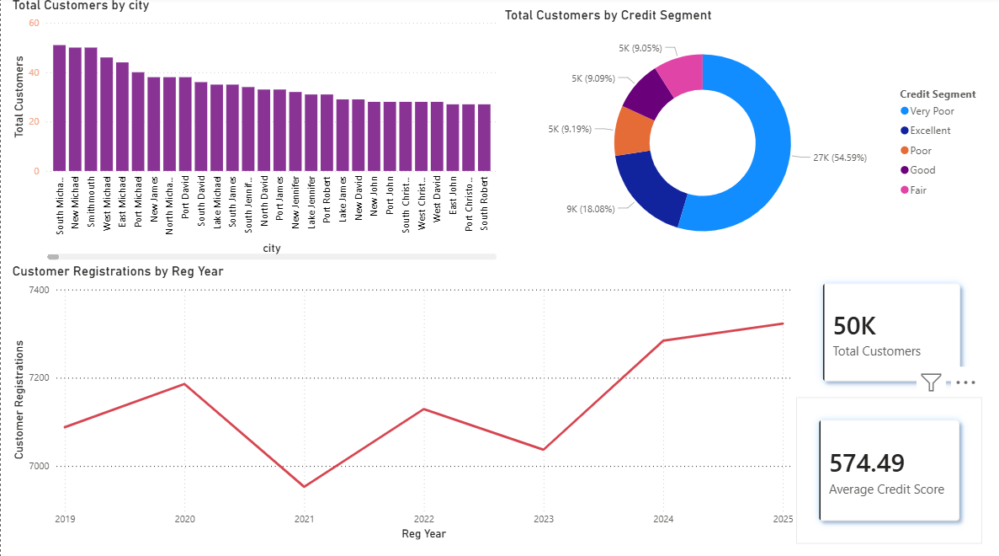 Total Customers by city
60
40
20
0
Total Customers
South Micha...
New Michael
Smithmouth
West Michael
East Michael
Port Michael
New James
North Micha...
Port David
South David
Lake Michael
South James
South Jennif...
North David
Port James
New Jennifer
Lake Jennifer
Port Robert
Lake James
New David
New John
Port John
South Christ...
West Christ...
West David
East John
Port Christo...
South Robert
city
Total Customers by Credit Segment
5K (9.05%)
5K (9.09%)
5K (9.19%)
9K (18.08%)
27K (54.59%)
Credit Segment
Very Poor
Excellent
Poor
Good
Fair
Customer Registrations by Reg Year
7400
7200
7000
Customer Registrations
2019
2020
2021
2022
2023
2024
2025
Reg Year
50K
Total Customers
574.49
Average Credit Score